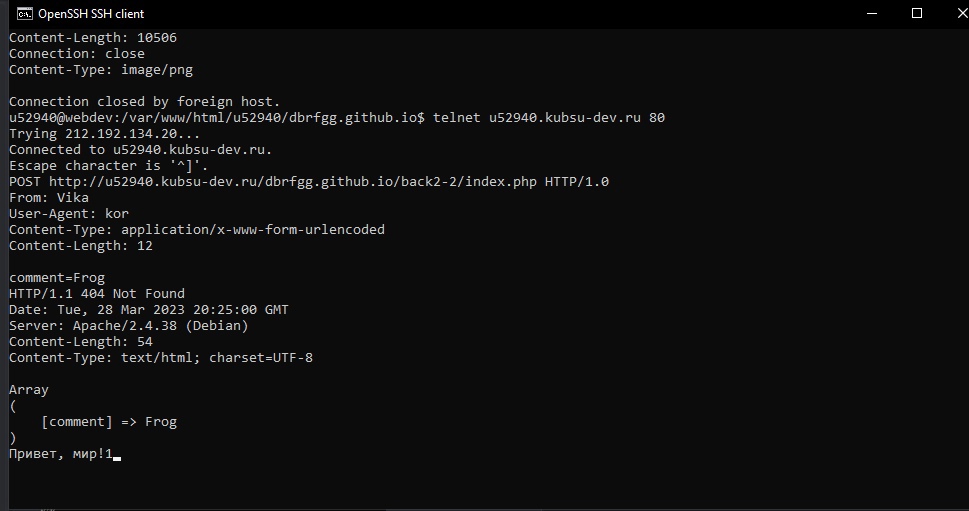 OpenSSH SSH client
Content-Length: 10506
Connection: close
Content-Type: image/png
Connection closed by foreign host.
u52940@webdev:/var/www/html/u52940/dbrfgg.github.io$ telnet u52940.kubsu-dev.ru 80
Trying 212.192.134.20...
Connected to u52940.kubsu-dev.ru.
Escape character is '^]'.
POST http://u52940.kubsu-dev.ru/dbrfgg.github.io/back2-2/index.php HTTP/1.0
From: Vika
User-Agent: kor
Content-Type: application/x-www-form-urlencoded
Content-Length: 12
comment=Frog
HTTP/1.1 404 Not Found
Date: Tue, 28 Mar 2023 20:25:00 GMT
Server: Apache/2.4.38 (Debian)
Content-Length: 54
Content-Type: text/html; charset=UTF-8
Array
(
    [comment] => Frog
)
Привет, мир!1